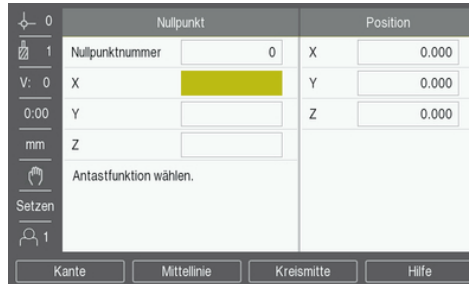 0
Nullpunkt
Position
1
Nullpunktnummer 0
X 0.000
V: 0
X
Y 0.000
0:00
Y
Z 0.000
mm
Z
Antastfunktion wählen.
Setzen
1
Kante
Mittellinie
Kreismitte
Hilfe